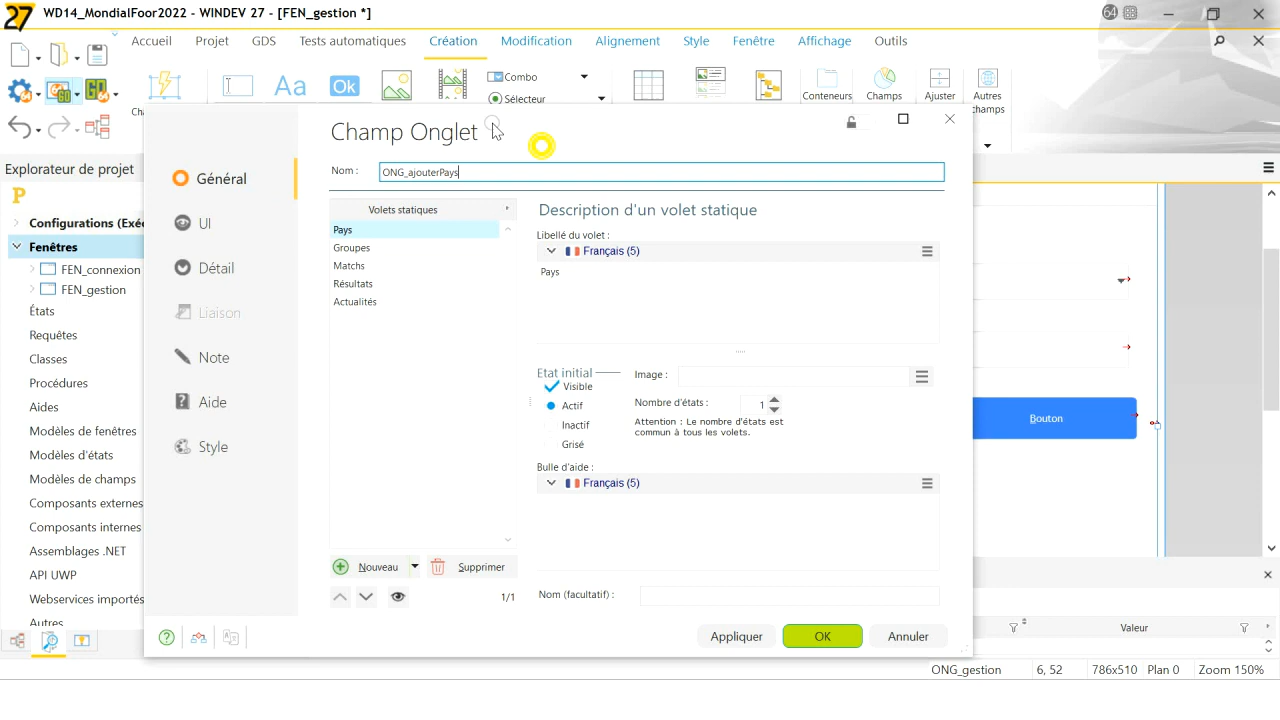 27 WD14_MondialFoor2022 - WINDEV 27 - [FEN_gestion *] 64
Accueil Projet GDS Tests automatiques Création Modification Alignement Style Fenêtre Affichage Outils
Aa Ok Combo Sélecteur
Conteneurs Champs Ajuster Autres
champs
Explorateur de projet
Configurations (Exé
Fenêtres
FEN_connexion
FEN_gestion
États
Requêtes
Classes
Procédures
Aides
Modèles de fenêtres
Modèles d'états
Modèles de champs
Composants externes
Composants internes
Assemblages .NET
API UWP
Webservices importés
Autres
Champ Onglet
Nom : ONG_ajouterPays
Général
UI
Détail
Liaison
Note
Aide
Style
Volets statiques
Pays
Groupes
Matchs
Résultats
Actualités
Nouveau Supprimer
1/1
Description d'un volet statique
Libellé du volet :
Français (5)
Pays
Etat initial
Visible
Actif
Inactif
Grisé
Image :
Nombre d'états : 1
Attention : Le nombre d'états est
commun à tous les volets.
Bulle d'aide :
Français (5)
Nom (facultatif) :
Appliquer OK Annuler
Bouton
Valeur
ONG_gestion 6, 52 786x510 Plan 0 Zoom 150%